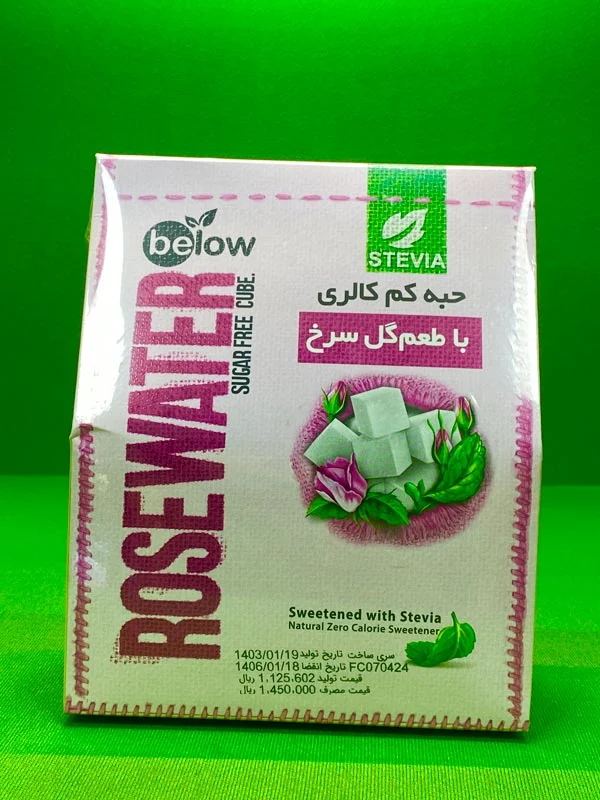 below
STEVIA
حبه کم کالری
با طعم گل سرخ
ROSEWATER
SUGAR FREE CUBE.
Sweetened with Stevia
Natural Zero Calorie Sweetener
سری ساخت تاریخ تولید 1403/01/19
FC070424 تاریخ انقضا 1406/01/18
قیمت تولید 1,125,602 ریال
قیمت مصرف 1,450,000 ریال